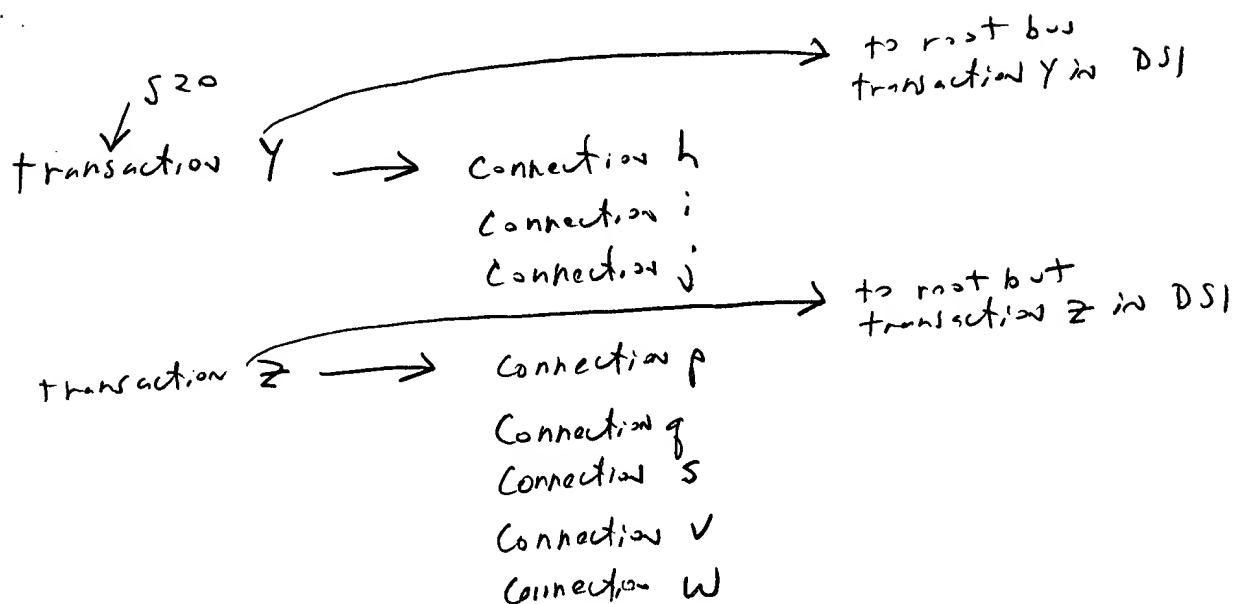 520
to root bus
transaction Y in DS1
transaction Y
Connection h
Connection i
Connection j
to root but
transaction Z in DS1
transaction Z
Connection p
Connection q
Connection s
Connection v
Connection w